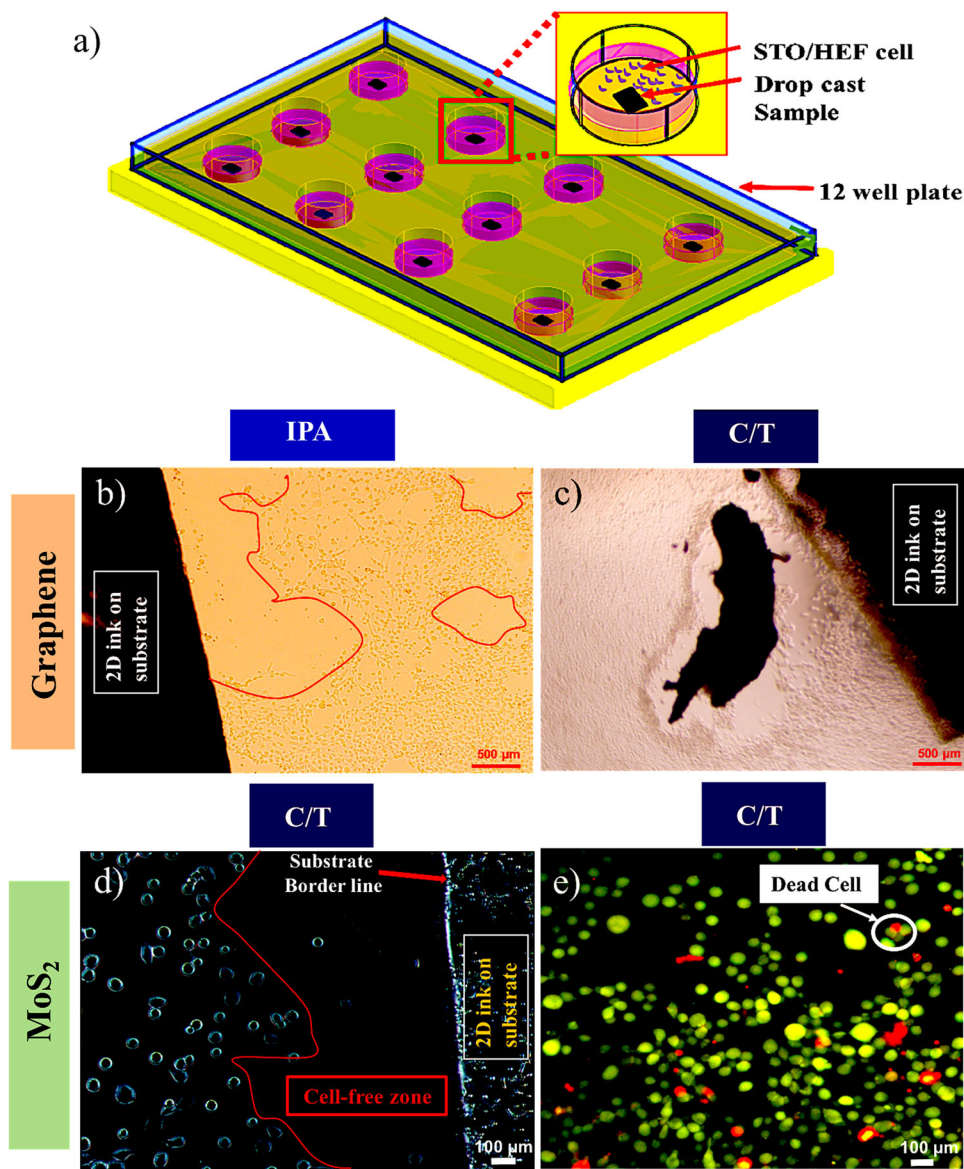 a)
STO/HEF cell
Drop cast
Sample
12 well plate
IPA
C/T
Graphene
b)
2D ink on
substrate
500 µm
c)
2D ink on
substrate
500 µm
C/T
C/T
MoS₂
d)
Substrate
Border line
2D ink on
substrate
Cell-free zone
100 µm
e)
Dead Cell
100 µm